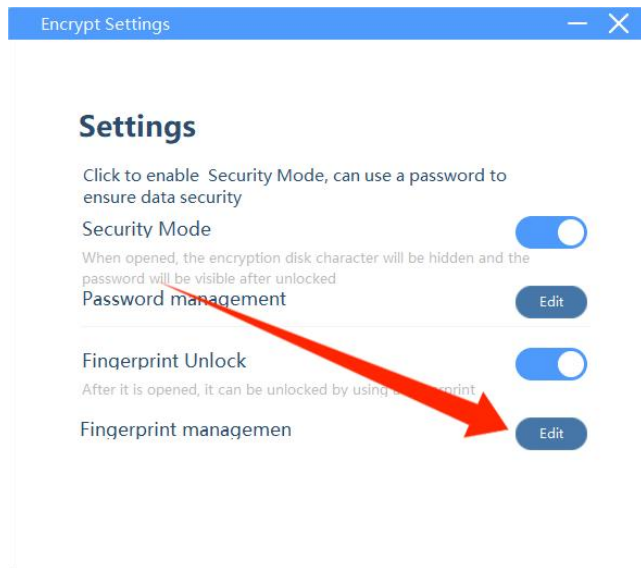 Encrypt Settings
Settings
Click to enable Security Mode, can use a password to
ensure data security
Security Mode
When opened, the encryption disk character will be hidden and the
password will be visible after unlocked
Password management
Edit
Fingerprint Unlock
After it is opened, it can be unlocked by using
Fingerprint managemen
Edit